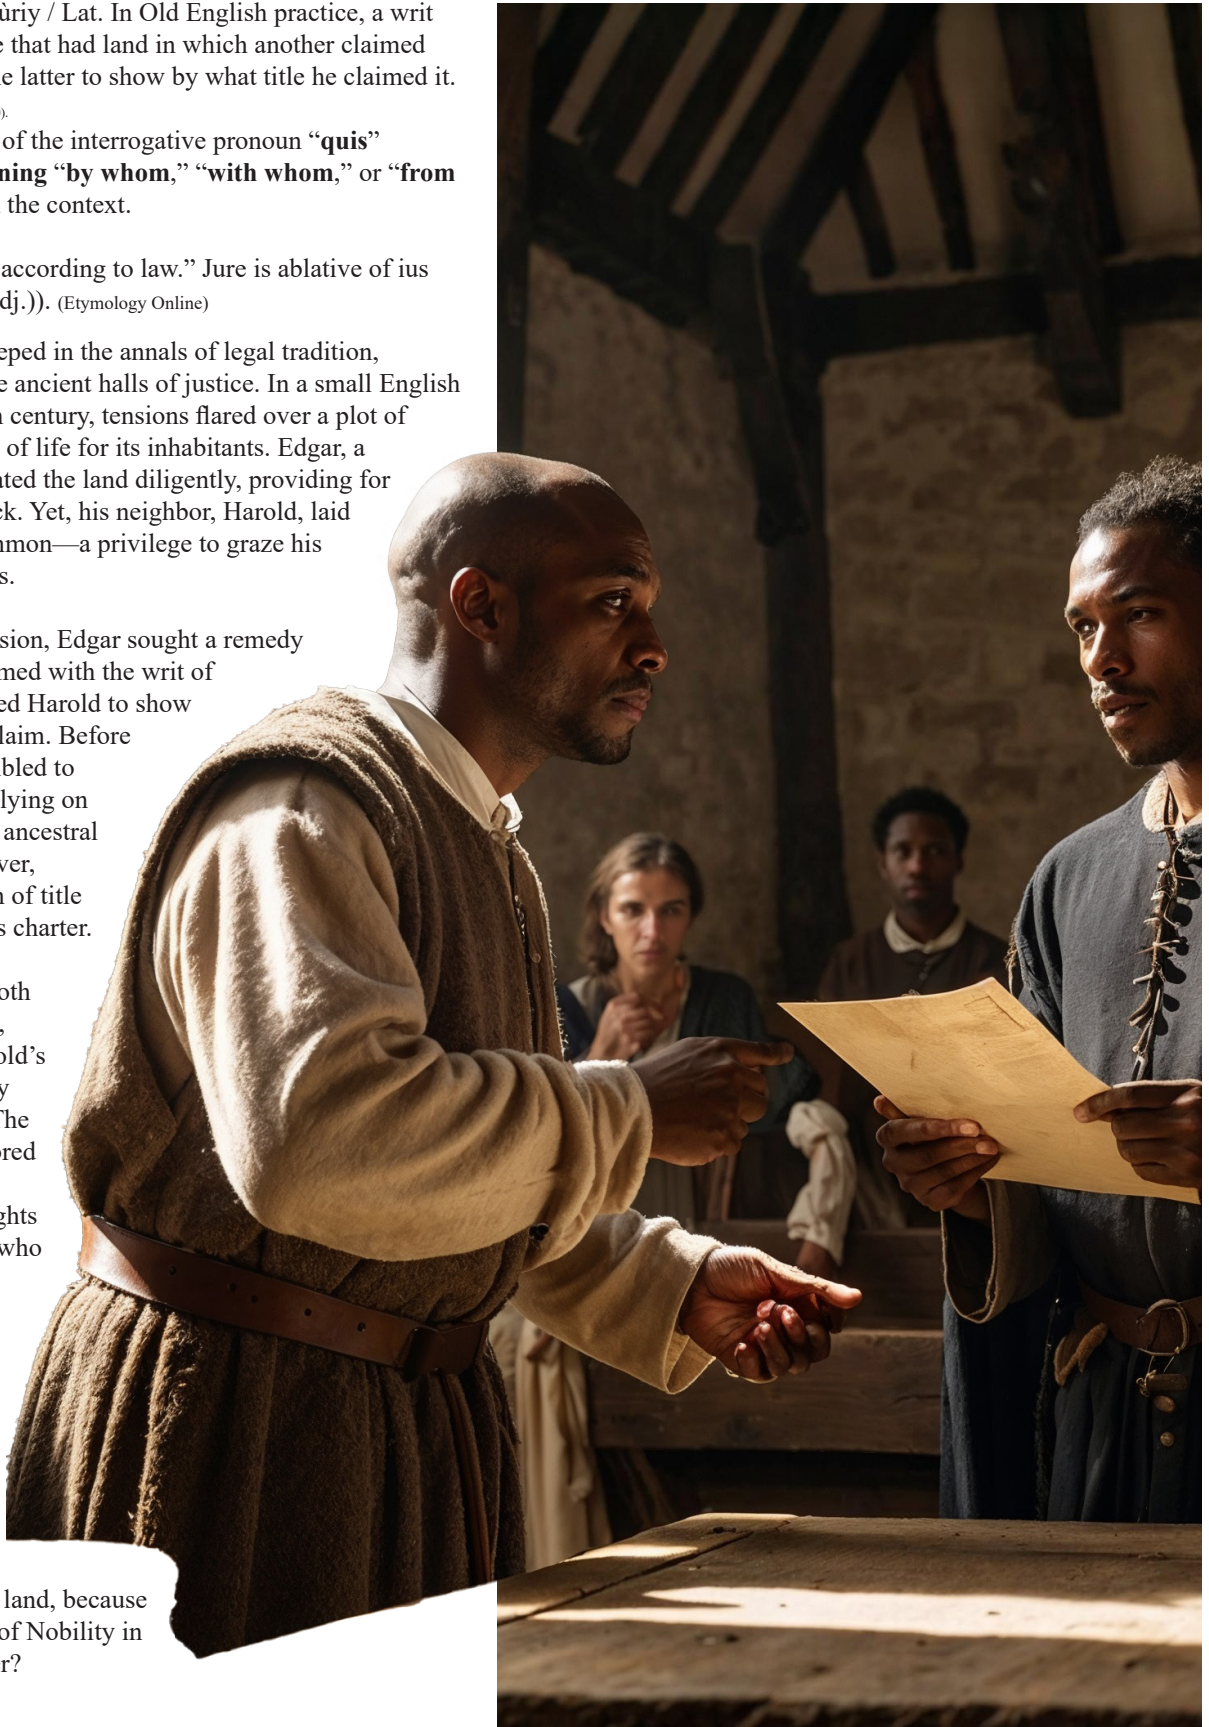 ùriy / Lat. In Old English practice, a writ
e that had land in which another claimed
e latter to show by what title he claimed it.
).
of the interrogative pronoun “quis”
ning “by whom,” “with whom,” or “from
the context.
according to law.” Jure is ablative of ius
dj.)). (Etymology Online)
eped in the annals of legal tradition,
e ancient halls of justice. In a small English
h century, tensions flared over a plot of
of life for its inhabitants. Edgar, a
ated the land diligently, providing for
ck. Yet, his neighbor, Harold, laid
mmon—a privilege to graze his
s.
sion, Edgar sought a remedy
med with the writ of
ed Harold to show
laim. Before
bled to
lying on
ancestral
ver,
n of title
s charter.
oth
,
old’s
y
The
ored
ghts
who
land, because
of Nobility in
r?